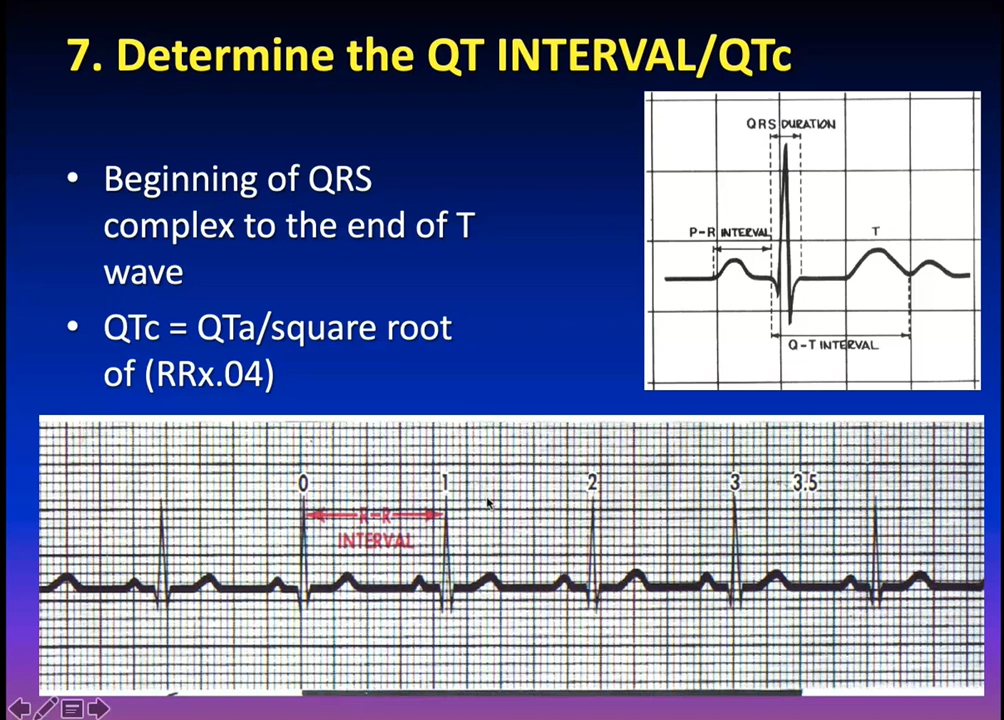 7. Determine the QT INTERVAL/QTc
• Beginning of QRS
complex to the end of T
wave
• QTc = QTa/square root
of (RRx.04)
QRS DURATION
P-R INTERVAL
T
Q-T INTERVAL
0 1 2 3 3.5
R-R
INTERVAL